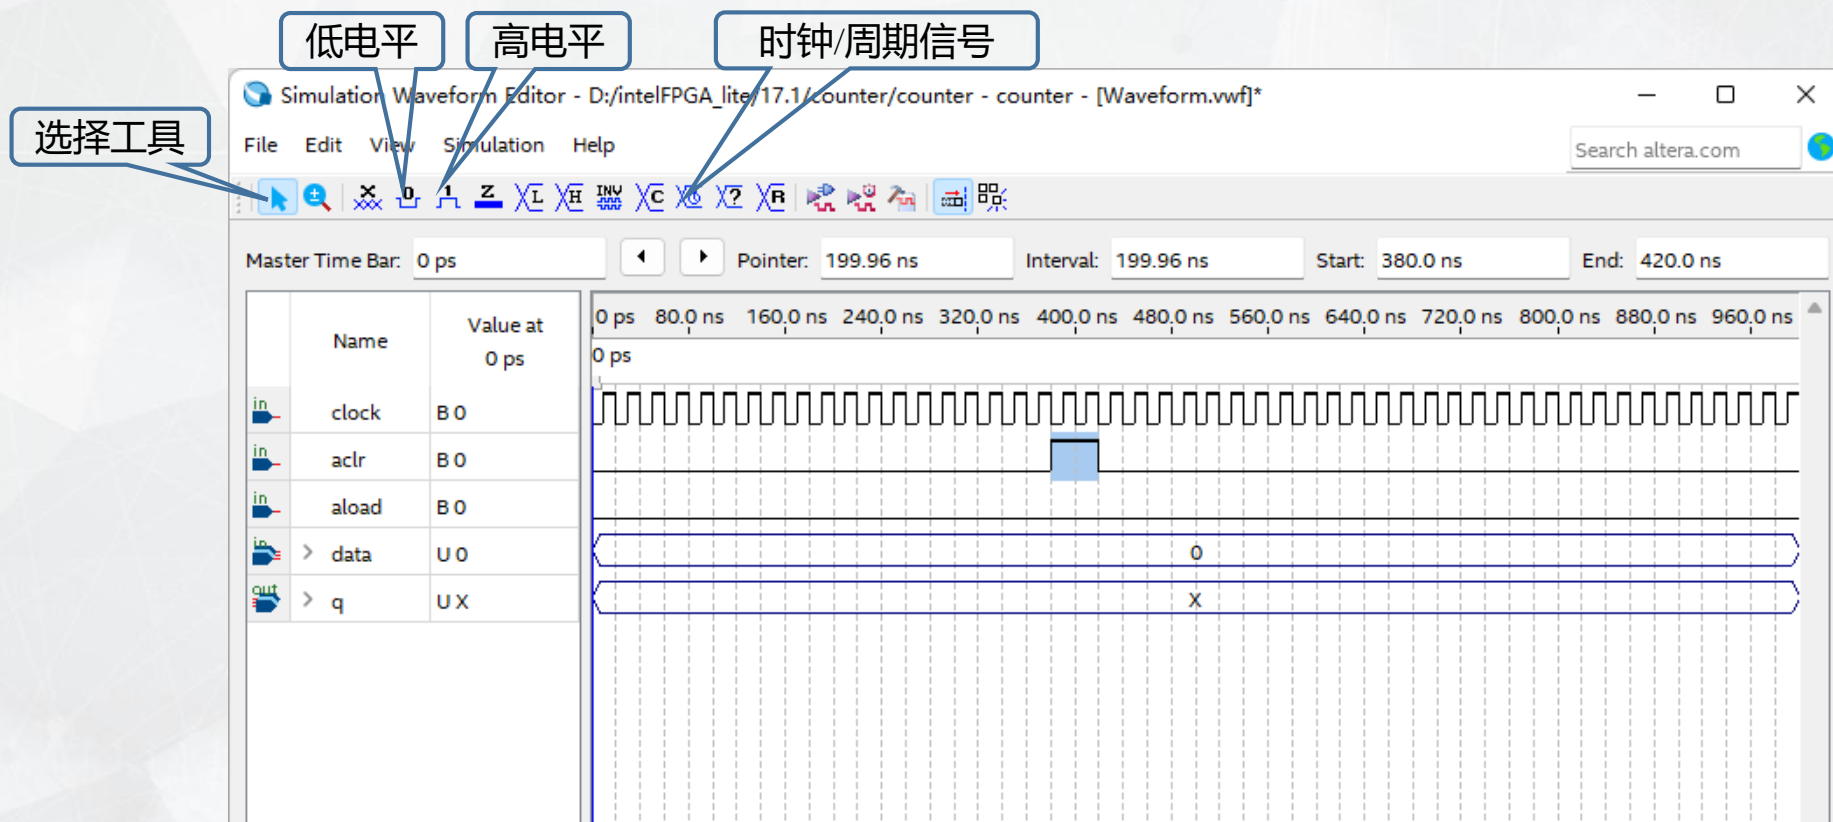 低电平
高电平
时钟/周期信号
选择工具
Simulation Waveform Editor - D:/intelFPGA_lite/17.1/counter/counter - counter - [Waveform.vwf]*
File Edit View Simulation Help
Search altera.com
X 0 1 Z L H INV C ? R
Master Time Bar: 0 ps Pointer: 199.96 ns Interval: 199.96 ns Start: 380.0 ns End: 420.0 ns
Name
Value at
0 ps
0 ps 80.0 ns 160.0 ns 240.0 ns 320.0 ns 400.0 ns 480.0 ns 560.0 ns 640.0 ns 720.0 ns 800.0 ns 880.0 ns 960.0 ns
0 ps
in clock B 0
in aclr B 0
in aload B 0
in data U 0 0
out q U X X